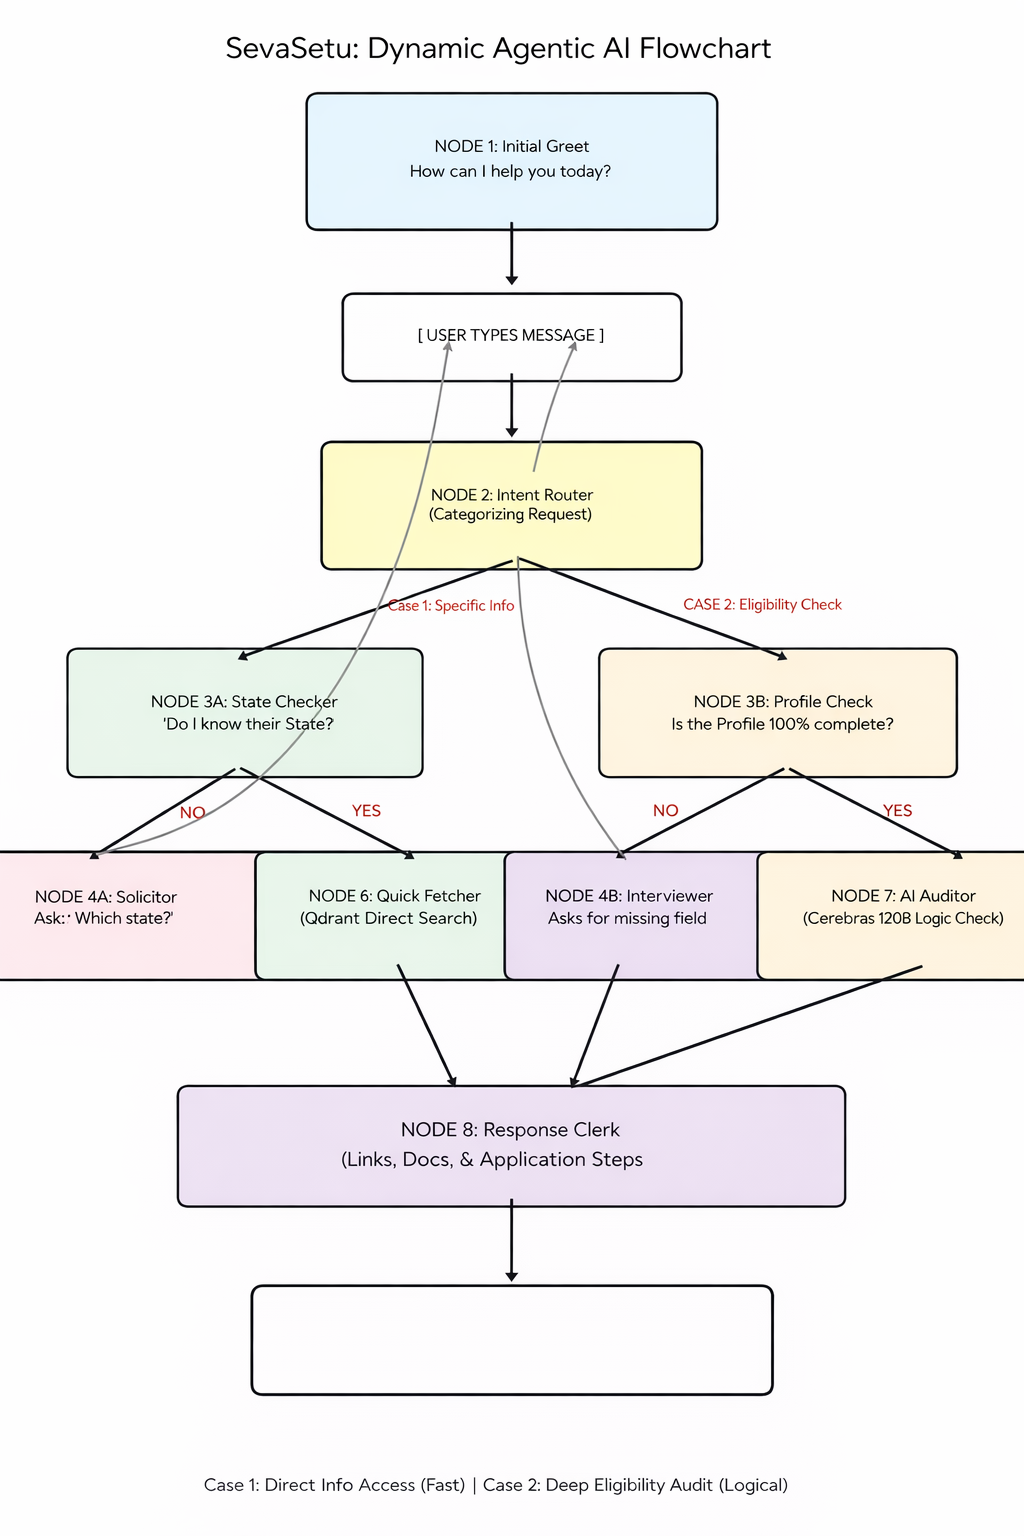 SevaSetu: Dynamic Agentic AI Flowchart
NODE 1: Initial Greet
How can I help you today?
[ USER TYPES MESSAGE ]
NODE 2: Intent Router
(Categorizing Request)
Case 1: Specific Info
CASE 2: Eligibility Check
NODE 3A: State Checker
'Do I know their State?
NODE 3B: Profile Check
Is the Profile 100% complete?
NO
YES
NO
YES
NODE 4A: Solicitor
Ask:· Which state?'
NODE 6: Quick Fetcher
(Qdrant Direct Search)
NODE 4B: Interviewer
Asks for missing field
NODE 7: AI Auditor
(Cerebras 120B Logic Check)
NODE 8: Response Clerk
(Links, Docs, & Application Steps
Case 1: Direct Info Access (Fast) | Case 2: Deep Eligibility Audit (Logical)